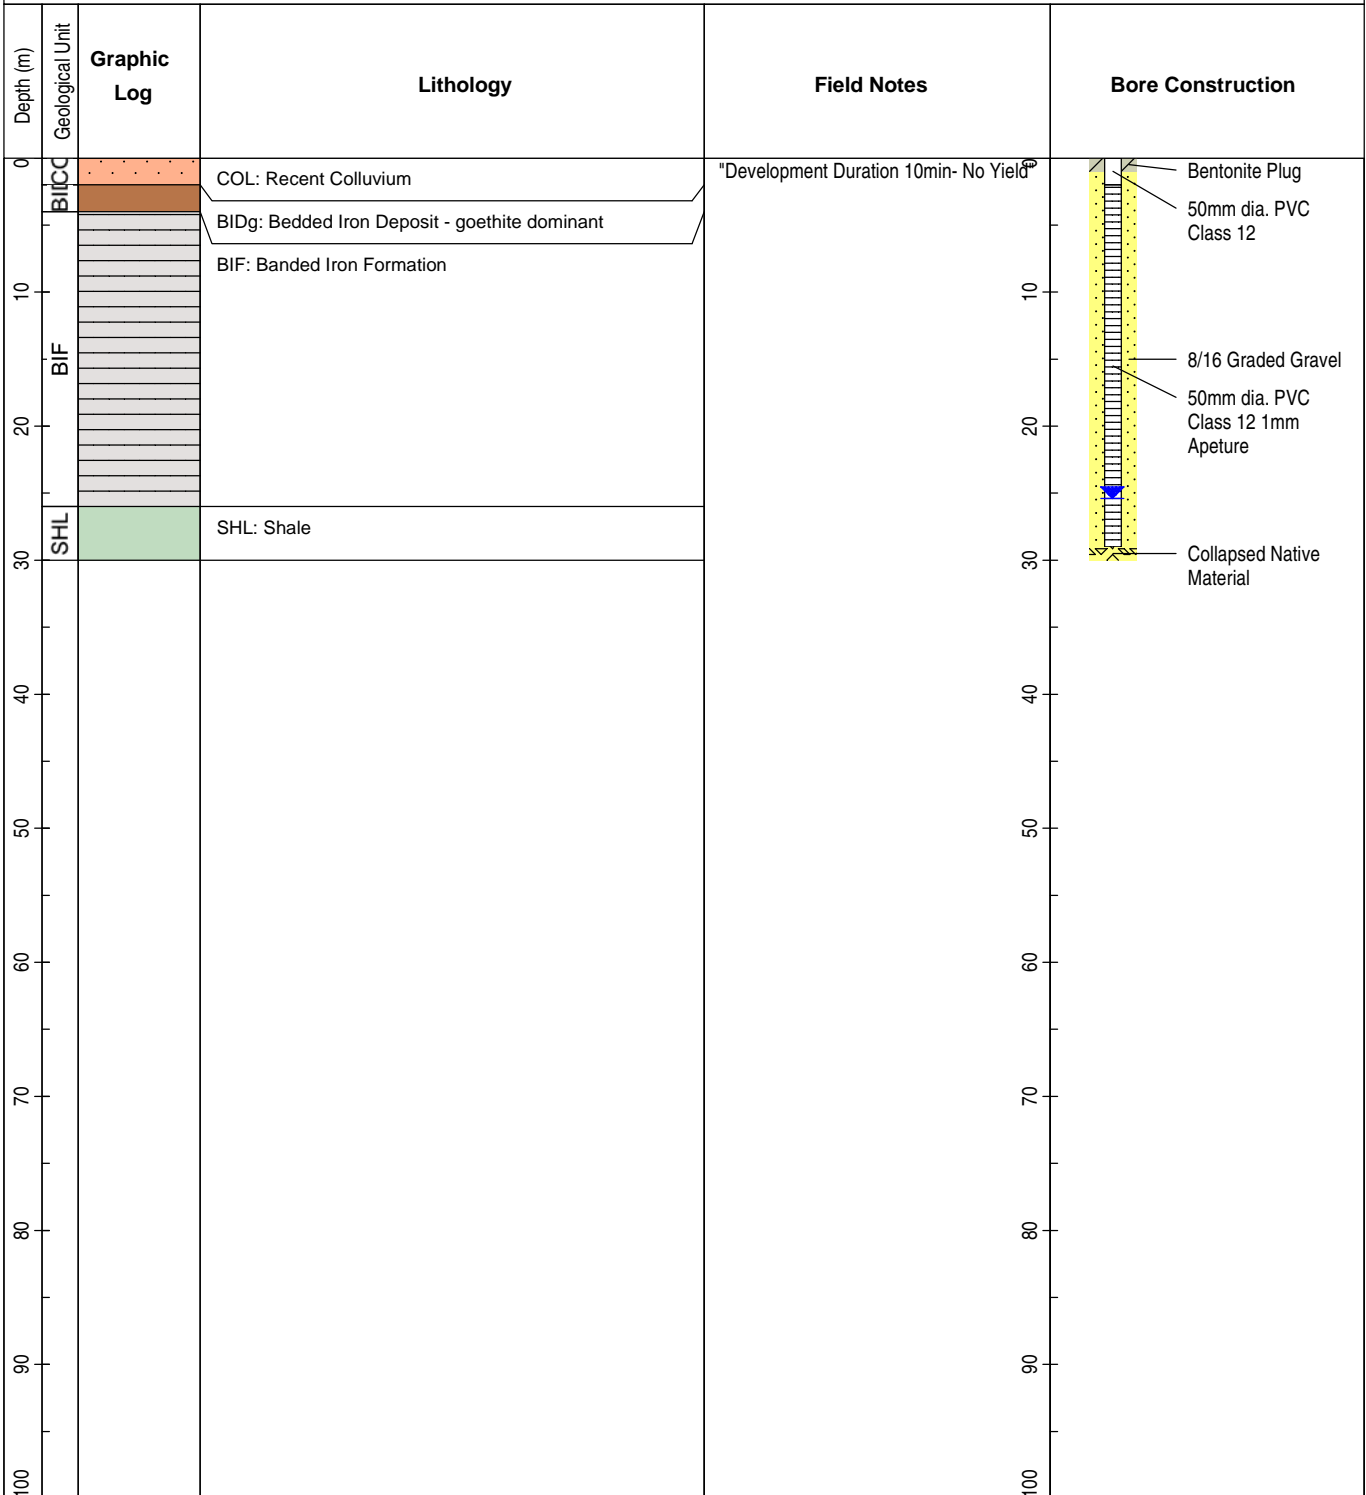 Depth (m)
Geological Unit
Graphic
Log
Lithology
Field Notes
Bore Construction
0
COL: Recent Colluvium
"Development Duration 10min- No Yield"
0
Bentonite Plug
BIDg: Bedded Iron Deposit - goethite dominant
50mm dia. PVC
Class 12
BIF: Banded Iron Formation
10
10
BIF
8/16 Graded Gravel
50mm dia. PVC
Class 12 1mm
Apeture
20
20
SHL
SHL: Shale
30
30
Collapsed Native
Material
40
40
50
50
60
60
70
70
80
80
90
90
100
100